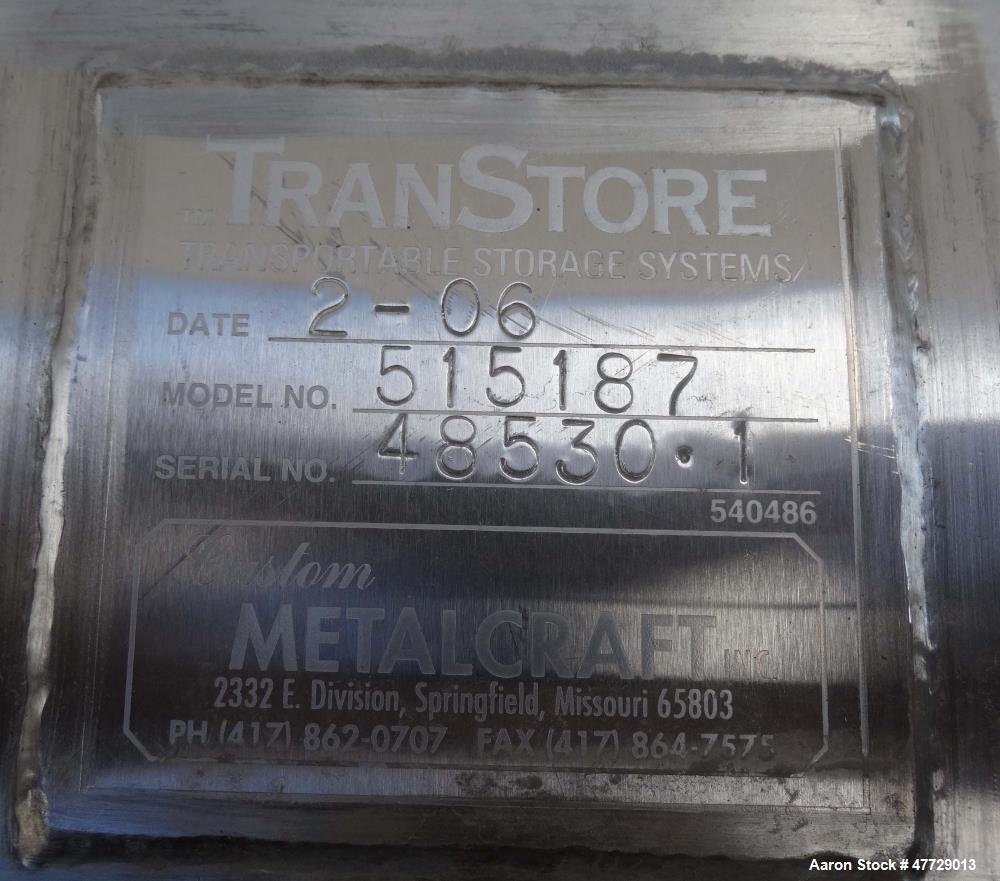 TRANSTORE
TM
TRANSPORTABLE STORAGE SYSTEMS
DATE 2-06
MODEL NO. 515187
SERIAL NO. 48530.1
540486
Custom
METALCRAFT INC
2332 E. Division, Springfield, Missouri 65803
PH (417) 862-0707 FAX (417) 864-7575
Aaron Stock # 47729013